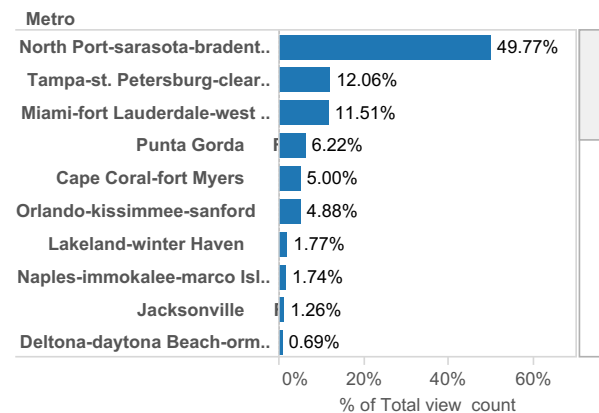 Metro
North Port-sarasota-bradent.. 49.77%
Tampa-st. Petersburg-clear.. 12.06%
Miami-fort Lauderdale-west .. 11.51%
Punta Gorda 6.22%
Cape Coral-fort Myers 5.00%
Orlando-kissimmee-sanford 4.88%
Lakeland-winter Haven 1.77%
Naples-immokalee-marco Isl.. 1.74%
Jacksonville 1.26%
Deltona-daytona Beach-orm.. 0.69%
0% 20% 40% 60%
% of Total view count